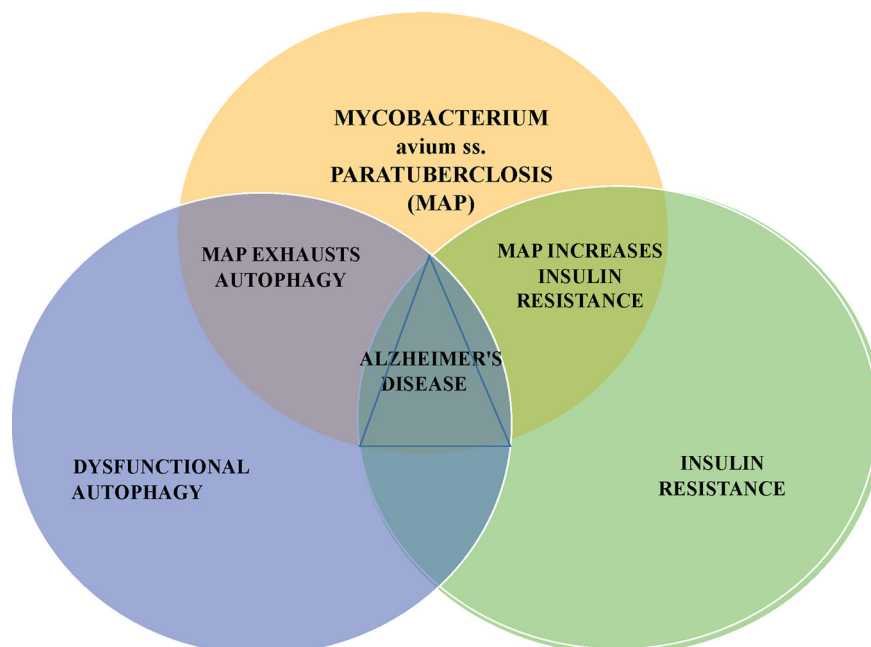 MYCOBACTERIUM
avium ss.
PARATUBERCLOSIS
(MAP)
MAP EXHAUSTS
AUTOPHAGY
MAP INCREASES
INSULIN
RESISTANCE
ALZHEIMER'S
DISEASE
DYSFUNCTIONAL
AUTOPHAGY
INSULIN
RESISTANCE